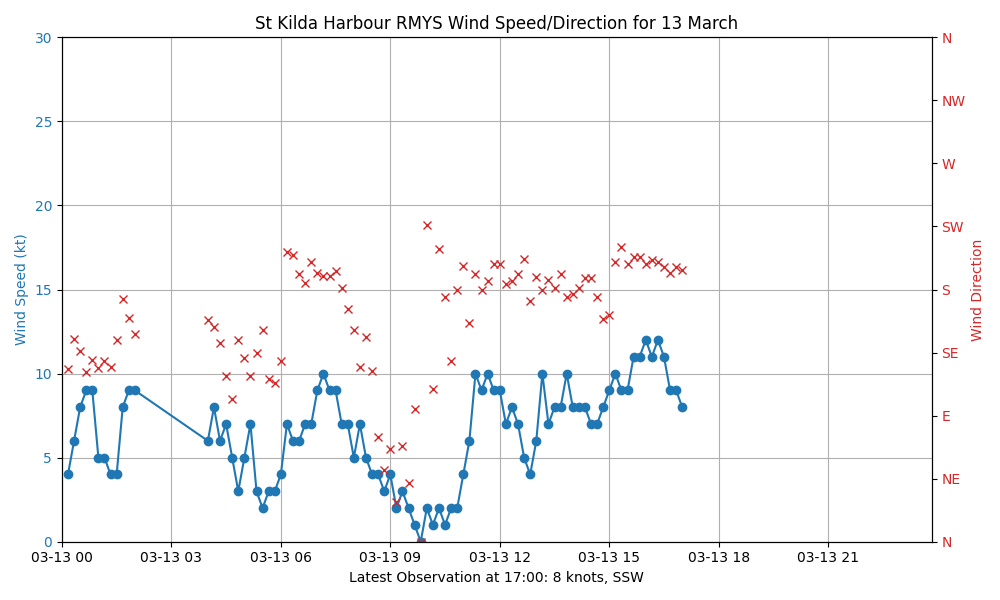 St Kilda Harbour RMYS Wind Speed/Direction for 13 March
Wind Speed (kt)
30
25
20
15
10
5
0
N
NW
W
SW
S
SE
E
NE
N
Wind Direction
03-13 00
03-13 03
03-13 06
03-13 09
03-13 12
03-13 15
03-13 18
03-13 21
Latest Observation at 17:00: 8 knots, SSW